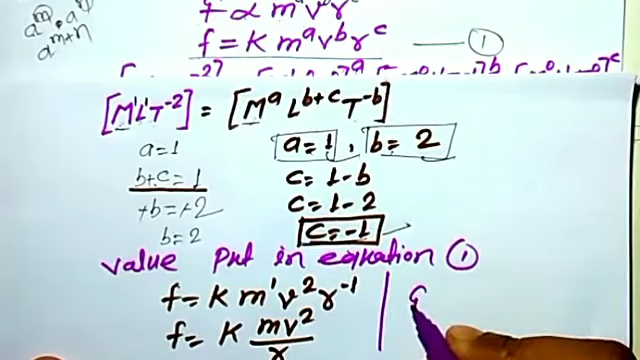 f ∝ m^a v^b r^c
a^m · a^n
a^m+n
f = K m^a v^b r^c ——— ①
[M¹L¹T⁻²] = [M^a L^b+c T^-b]
a=1
a=1, b= 2
b+c=1
c= 1-b
+b=+2
c= 1-2
b=2
c=-1
value put in equation ①
f= K m¹ v² r⁻¹
f= K mv²/r